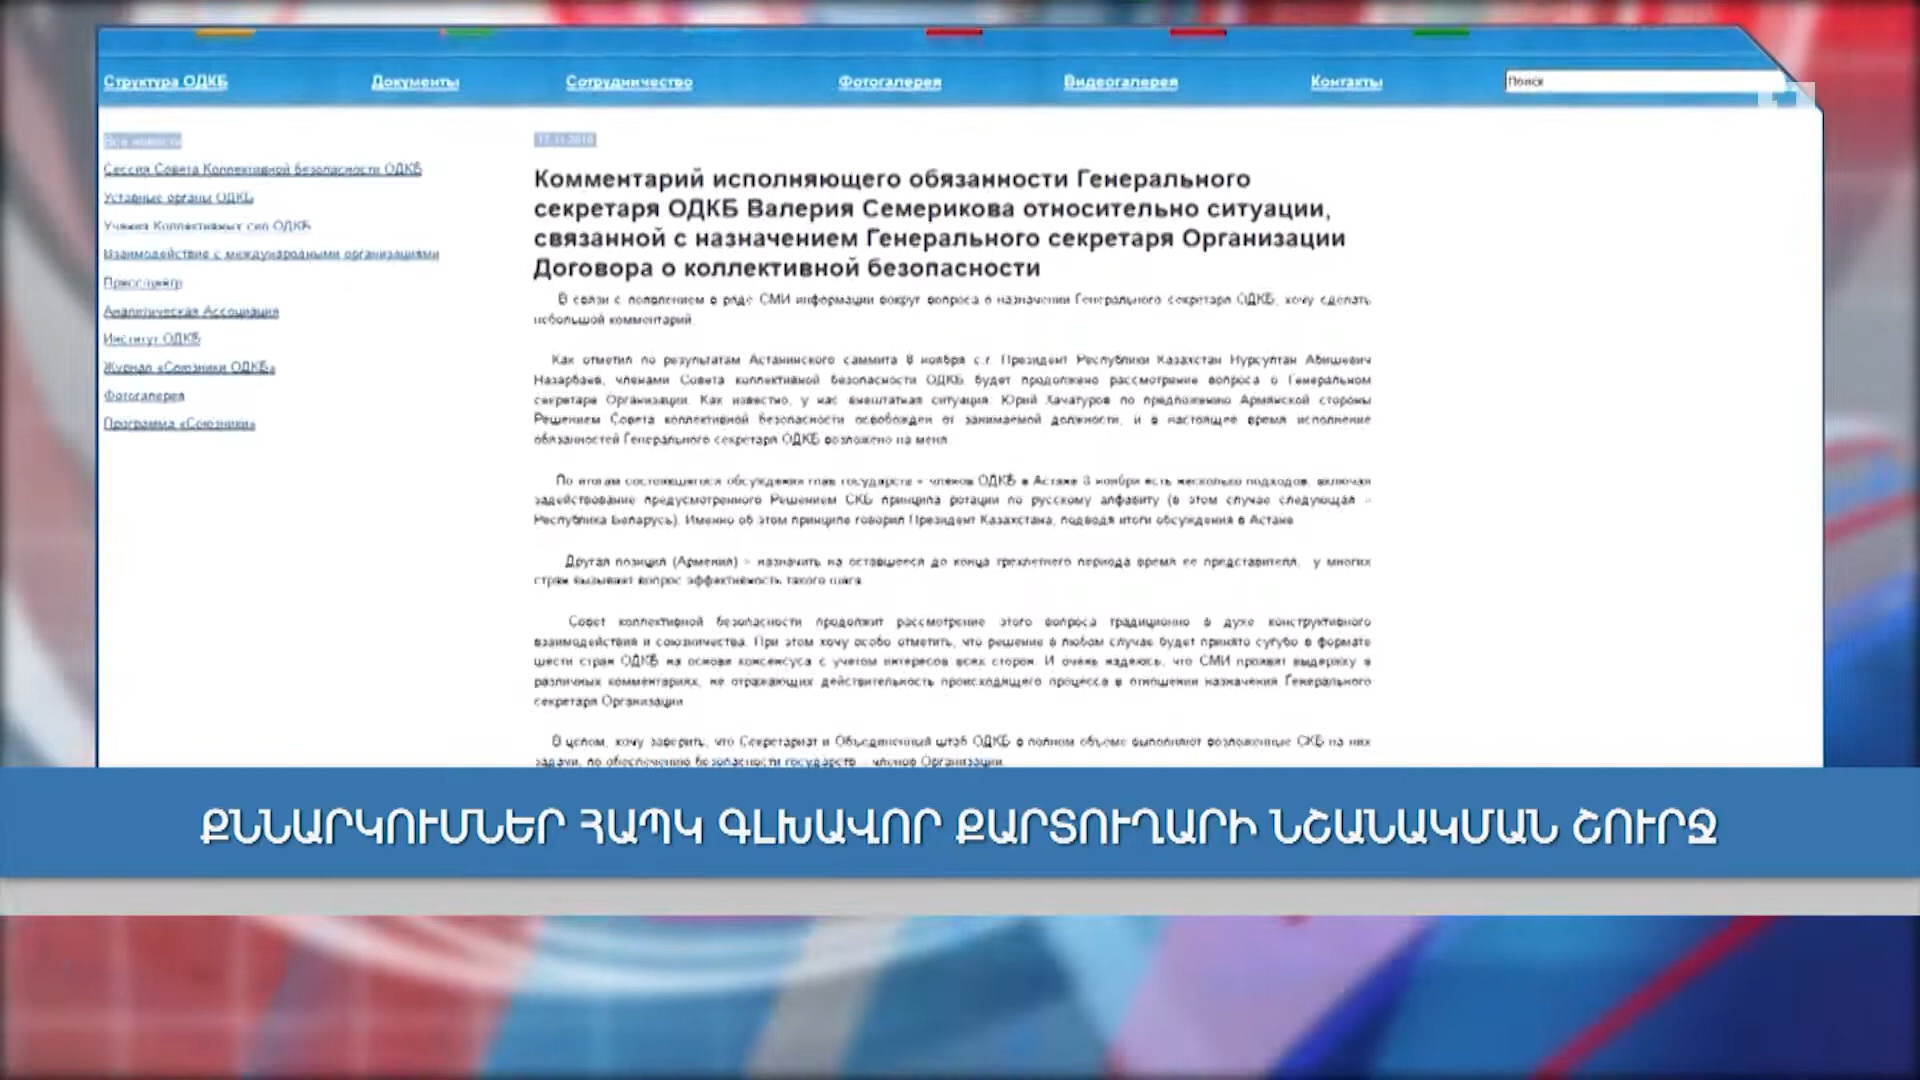 Структура ОДКБ
Документы
Сотрудничество
Фотогалерея
Видеогалерея
Контакты
Поиск
Все новости
Сессия Совета Коллективной безопасности ОДКБ
Уставные органы ОДКБ
Учения Коллективных сил ОДКБ
Взаимодействие с международными организациями
Пресс-центр
Аналитическая Ассоциация
Институт ОДКБ
Журнал «Союзники ОДКБ»
Фотогалерея
Программа «Союзники»
17.11.2018
Комментарий исполняющего обязанности Генерального
секретаря ОДКБ Валерия Семерикова относительно ситуации,
связанной с назначением Генерального секретаря Организации
Договора о коллективной безопасности
В связи с появлением в ряде СМИ информации вокруг вопроса о назначении Генерального секретаря ОДКБ, хочу сделать
небольшой комментарий.
Как отметил по результатам Астанинского саммита 8 ноября с.г. Президент Республики Казахстан Нурсултан Абишевич
Назарбаев, членами Совета коллективной безопасности ОДКБ будет продолжено рассмотрение вопроса о Генеральном
секретаре Организации. Как известно, у нас внештатная ситуация: Юрий Хачатуров по предложению Армянской стороны
Решением Совета коллективной безопасности освобожден от занимаемой должности, и в настоящее время исполнение
обязанностей Генерального секретаря ОДКБ возложено на меня.
По итогам состоявшегося обсуждения глав государств – членов ОДКБ в Астане 8 ноября есть несколько подходов, включая
задействование предусмотренного Решением СКБ принципа ротации по русскому алфавиту (в этом случае следующая –
Республика Беларусь). Именно об этом принципе говорил Президент Казахстана, подводя итоги обсуждения в Астане.
Другая позиция (Армения) – назначить на оставшееся до конца трехлетнего периода время ее представителя, у многих
стран вызывает вопрос эффективность такого шага.
Совет коллективной безопасности продолжит рассмотрение этого вопроса традиционно в духе конструктивного
взаимодействия и союзничества. При этом хочу особо отметить, что решение в любом случае будет принято сугубо в формате
шести стран ОДКБ на основе консенсуса с учетом интересов всех сторон. И очень надеюсь, что СМИ проявят выдержку в
различных комментариях, не отражающих действительность происходящего процесса в отношении назначения Генерального
секретаря Организации.
В целом, хочу заверить, что Секретариат и Объединенный штаб ОДКБ в полном объеме выполняют возложенные СКБ на них
задачи, по обеспечению безопасности государств – членов Организации.
ՔՆՆԱՐԿՈՒՄՆԵՐ ՀԱՊԿ ԳԼԽԱՎՈՐ ՔԱՐՏՈՒՂԱՐԻ ՆՇԱՆԱԿՄԱՆ ՇՈՒՐՋ